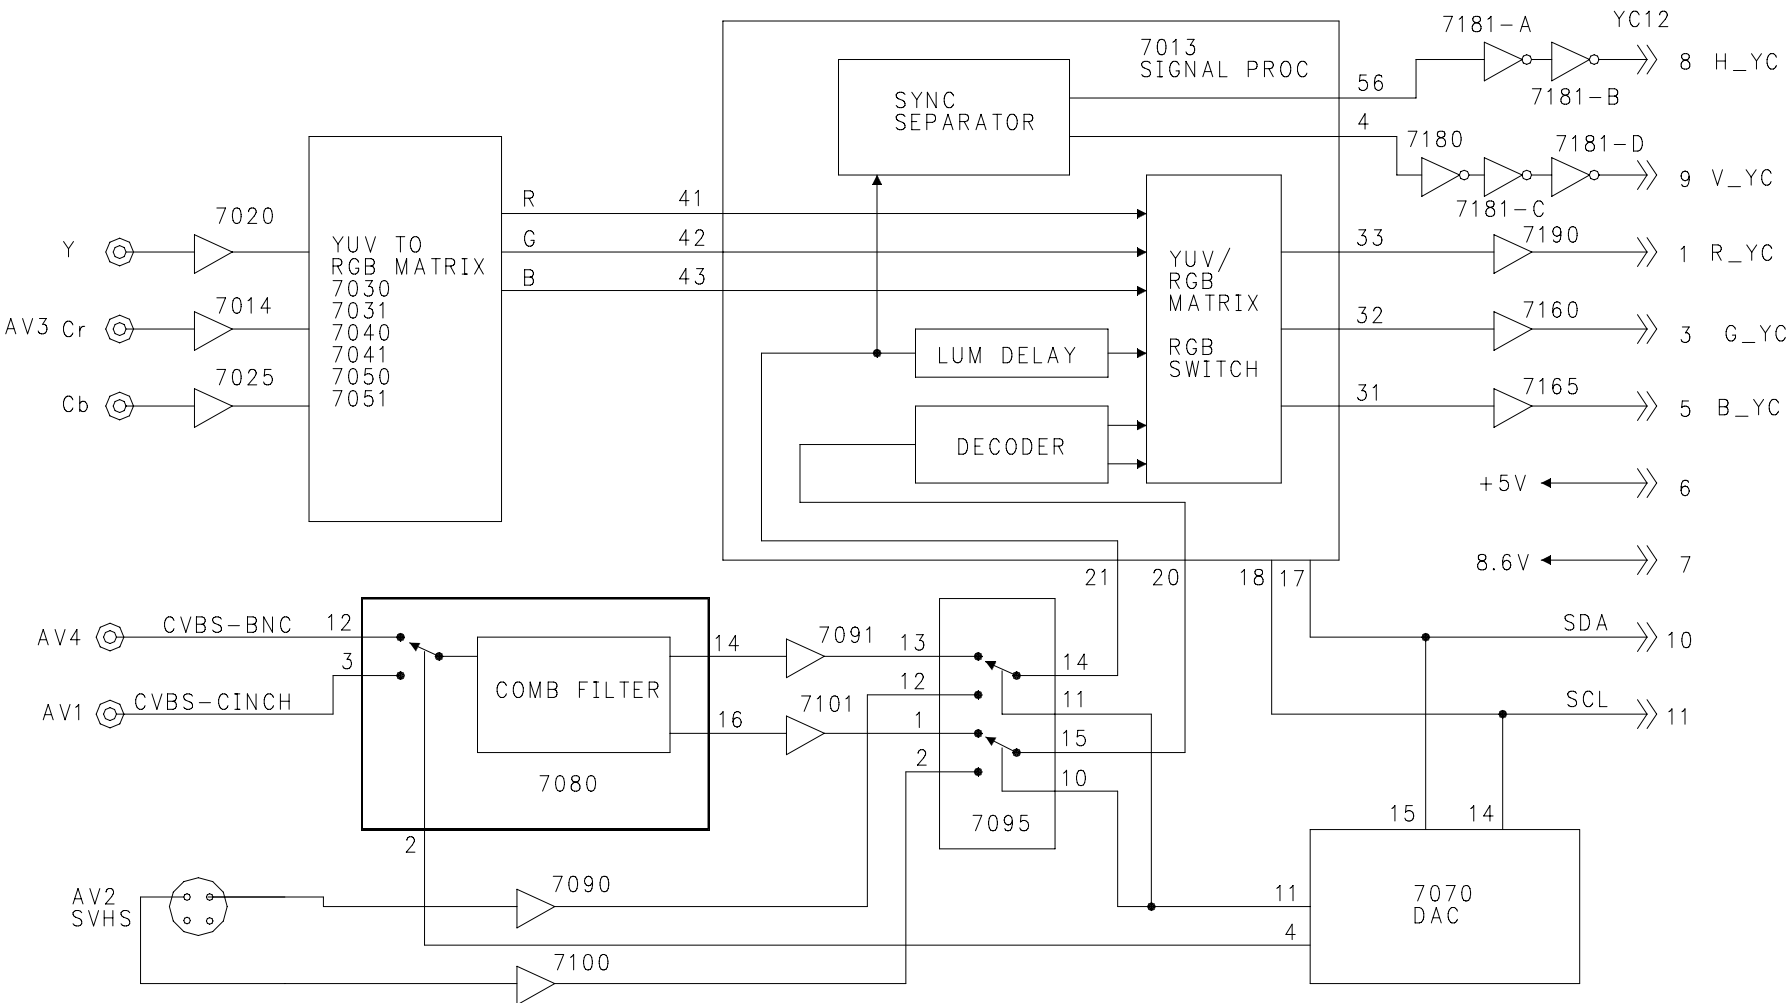 7181-A
YC12
7013
SIGNAL PROC
8 H_YC
56
7181-B
SYNC
SEPARATOR
4
7180
7181-D
9 V_YC
7181-C
R 41
7020
Y
YUV TO
RGB MATRIX
7030
7031
7040
7041
7050
7051
G 42
B 43
YUV/
RGB
MATRIX
RGB
SWITCH
33
7190
1 R_YC
7014
AV3 Cr
32
7160
3 G_YC
LUM DELAY
7025
Cb
31
7165
5 B_YC
DECODER
+5V
6
8.6V
7
21
20
18
17
AV4
CVBS-BNC
12
14
7091
13
SDA
10
3
COMB FILTER
14
12
AV1
CVBS-CINCH
16
7101
1
11
SCL
11
15
2
10
7080
7095
15
14
2
AV2
SVHS
7090
11
7070
DAC
4
7100